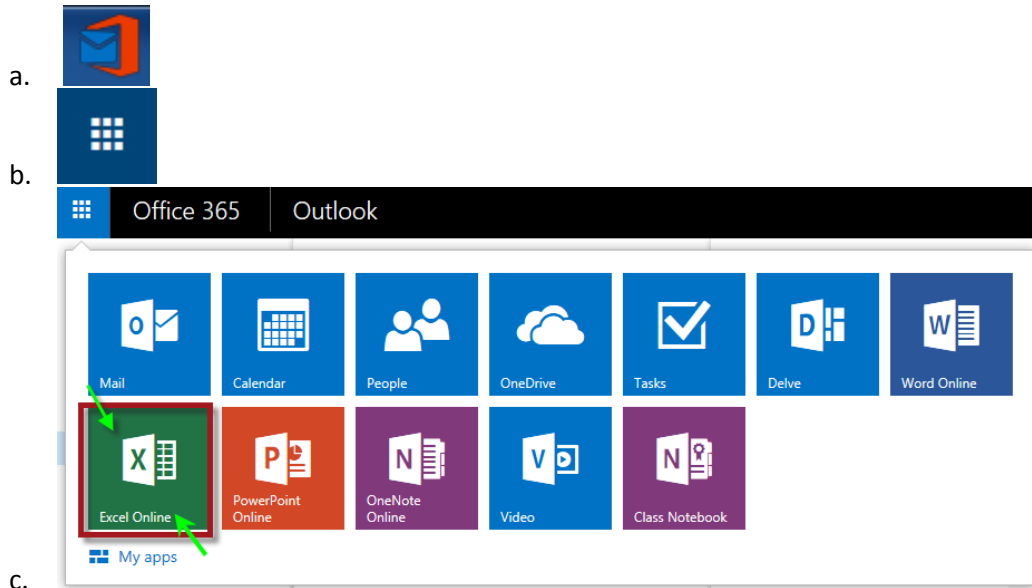 a.
b.
Office 365 Outlook
O
D
W
Mail Calendar People OneDrive Tasks Delve Word Online
X
P
N
V
N
Excel Online
PowerPoint
Online
OneNote
Online
Video
Class Notebook
My apps
c.